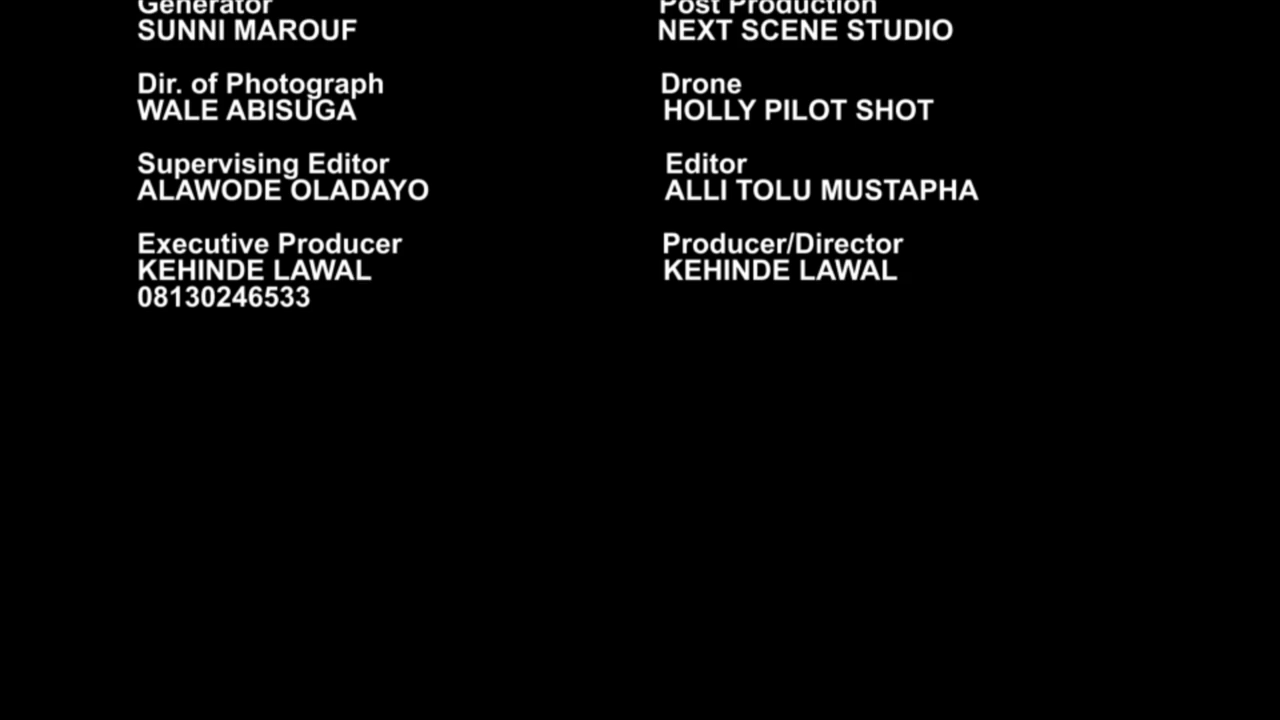 Generator
SUNNI MAROUF
Dir. of Photograph
WALE ABISUGA
Supervising Editor
ALAWODE OLADAYO
Executive Producer
KEHINDE LAWAL
08130246533
Post Production
NEXT SCENE STUDIO
Drone
HOLLY PILOT SHOT
Editor
ALLI TOLU MUSTAPHA
Producer/Director
KEHINDE LAWAL